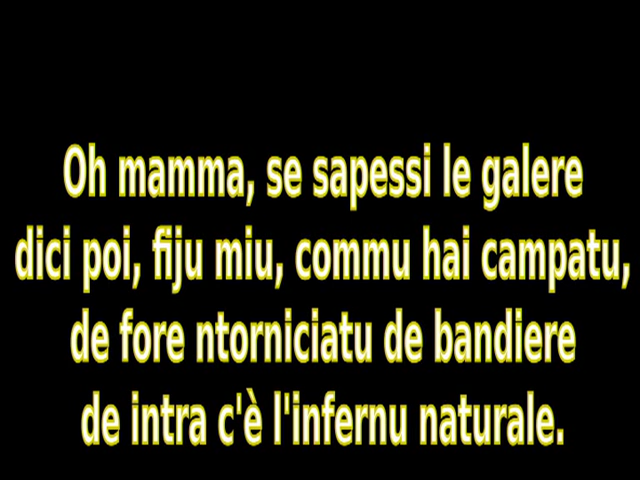 Oh mamma, se sapessi le galere
dici poi, fiju miu, commu hai campatu,
de fore ntorniciatu de bandiere
de intra c'è l'infernu naturale.